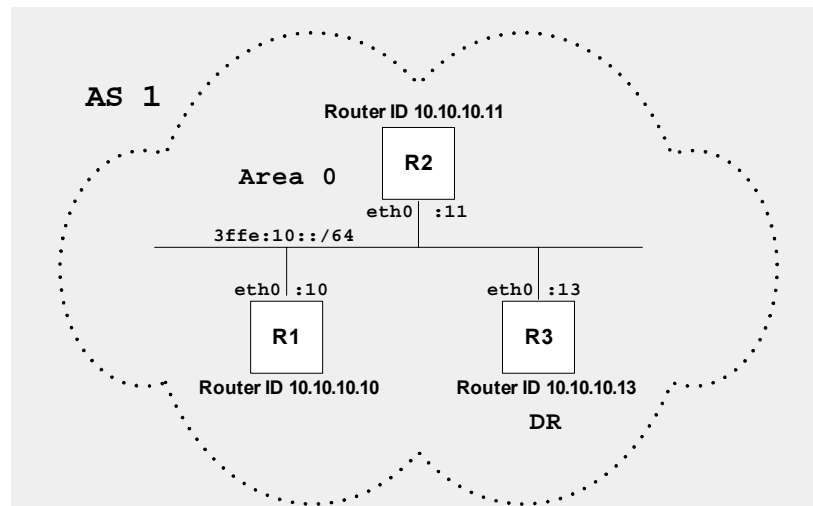 AS 1
Router ID 10.10.10.11
R2
Area 0
eth0 :11
3ffe:10::/64
eth0 :10
eth0 :13
R1
R3
Router ID 10.10.10.10
Router ID 10.10.10.13
DR